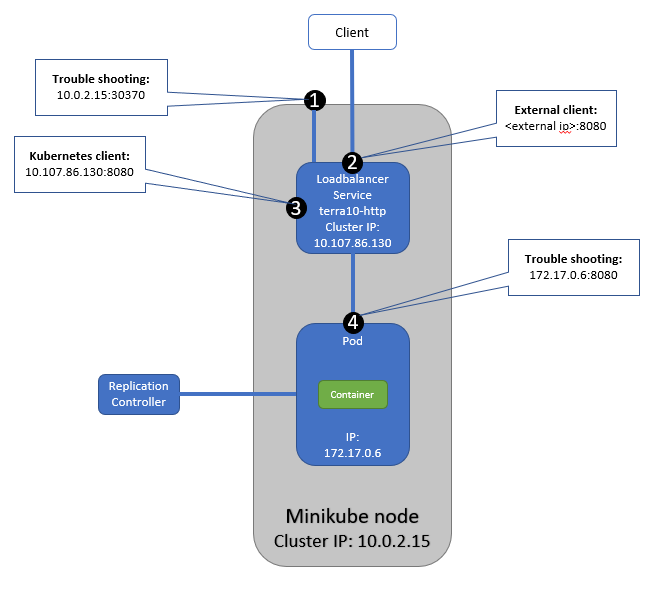 Client
Trouble shooting:
10.0.2.15:30370
1
External client:
<external ip>:8080
Kubernetes client:
10.107.86.130:8080
2
3
Loadbalancer
Service
terra10-http
Cluster IP:
10.107.86.130
Trouble shooting:
172.17.0.6:8080
4
Pod
Replication
Controller
Container
IP:
172.17.0.6
Minikube node
Cluster IP: 10.0.2.15